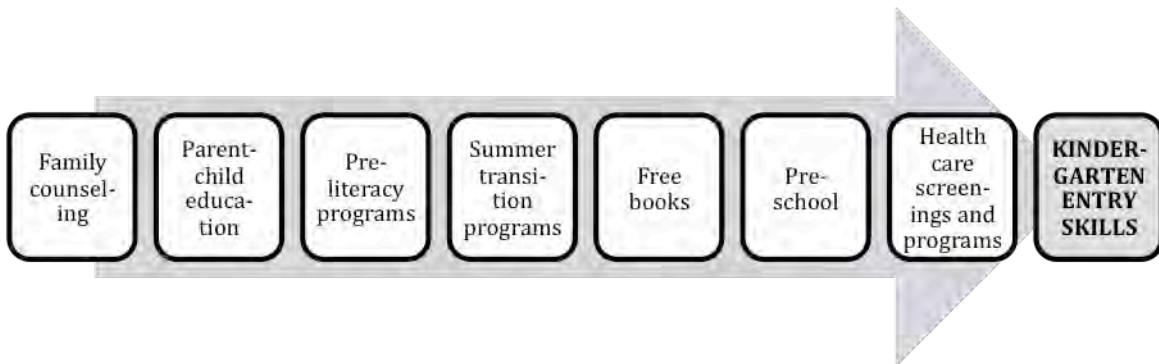 Family
counsel-
ing
Parent-
child
educa-
tion
Pre-
literacy
programs
Summer
transi-
tion
programs
Free
books
Pre-
school
Health
care
screen-
ings and
programs
KINDER-
GARTEN
ENTRY
SKILLS